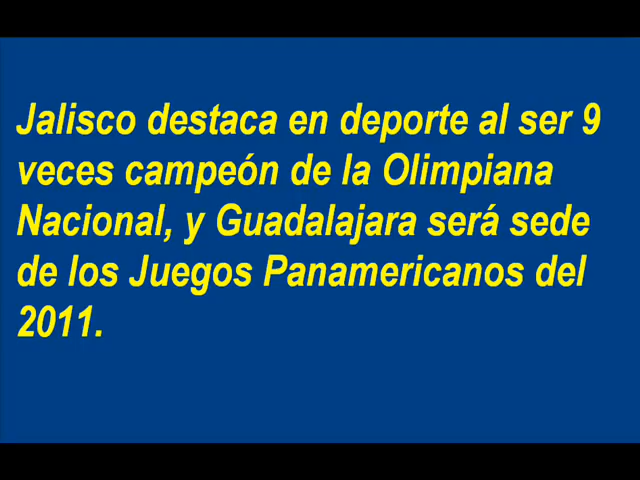 Jalisco destaca en deporte al ser 9
veces campeón de la Olimpiana
Nacional, y Guadalajara será sede
de los Juegos Panamericanos del
2011.